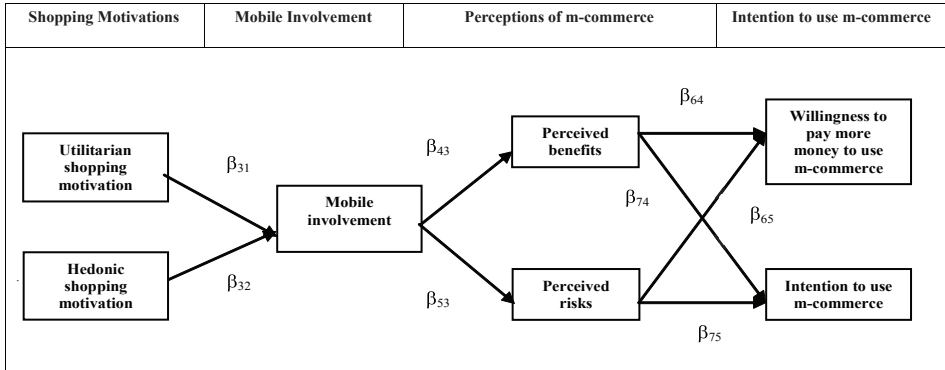 Shopping Motivations
Mobile Involvement
Perceptions of m-commerce
Intention to use m-commerce
Utilitarian
shopping
motivation
Hedonic
shopping
motivation
β31
β32
Mobile
involvement
β43
β53
Perceived
benefits
Perceived
risks
β64
β74
β65
β75
Willingness to
pay more
money to use
m-commerce
Intention to use
m-commerce